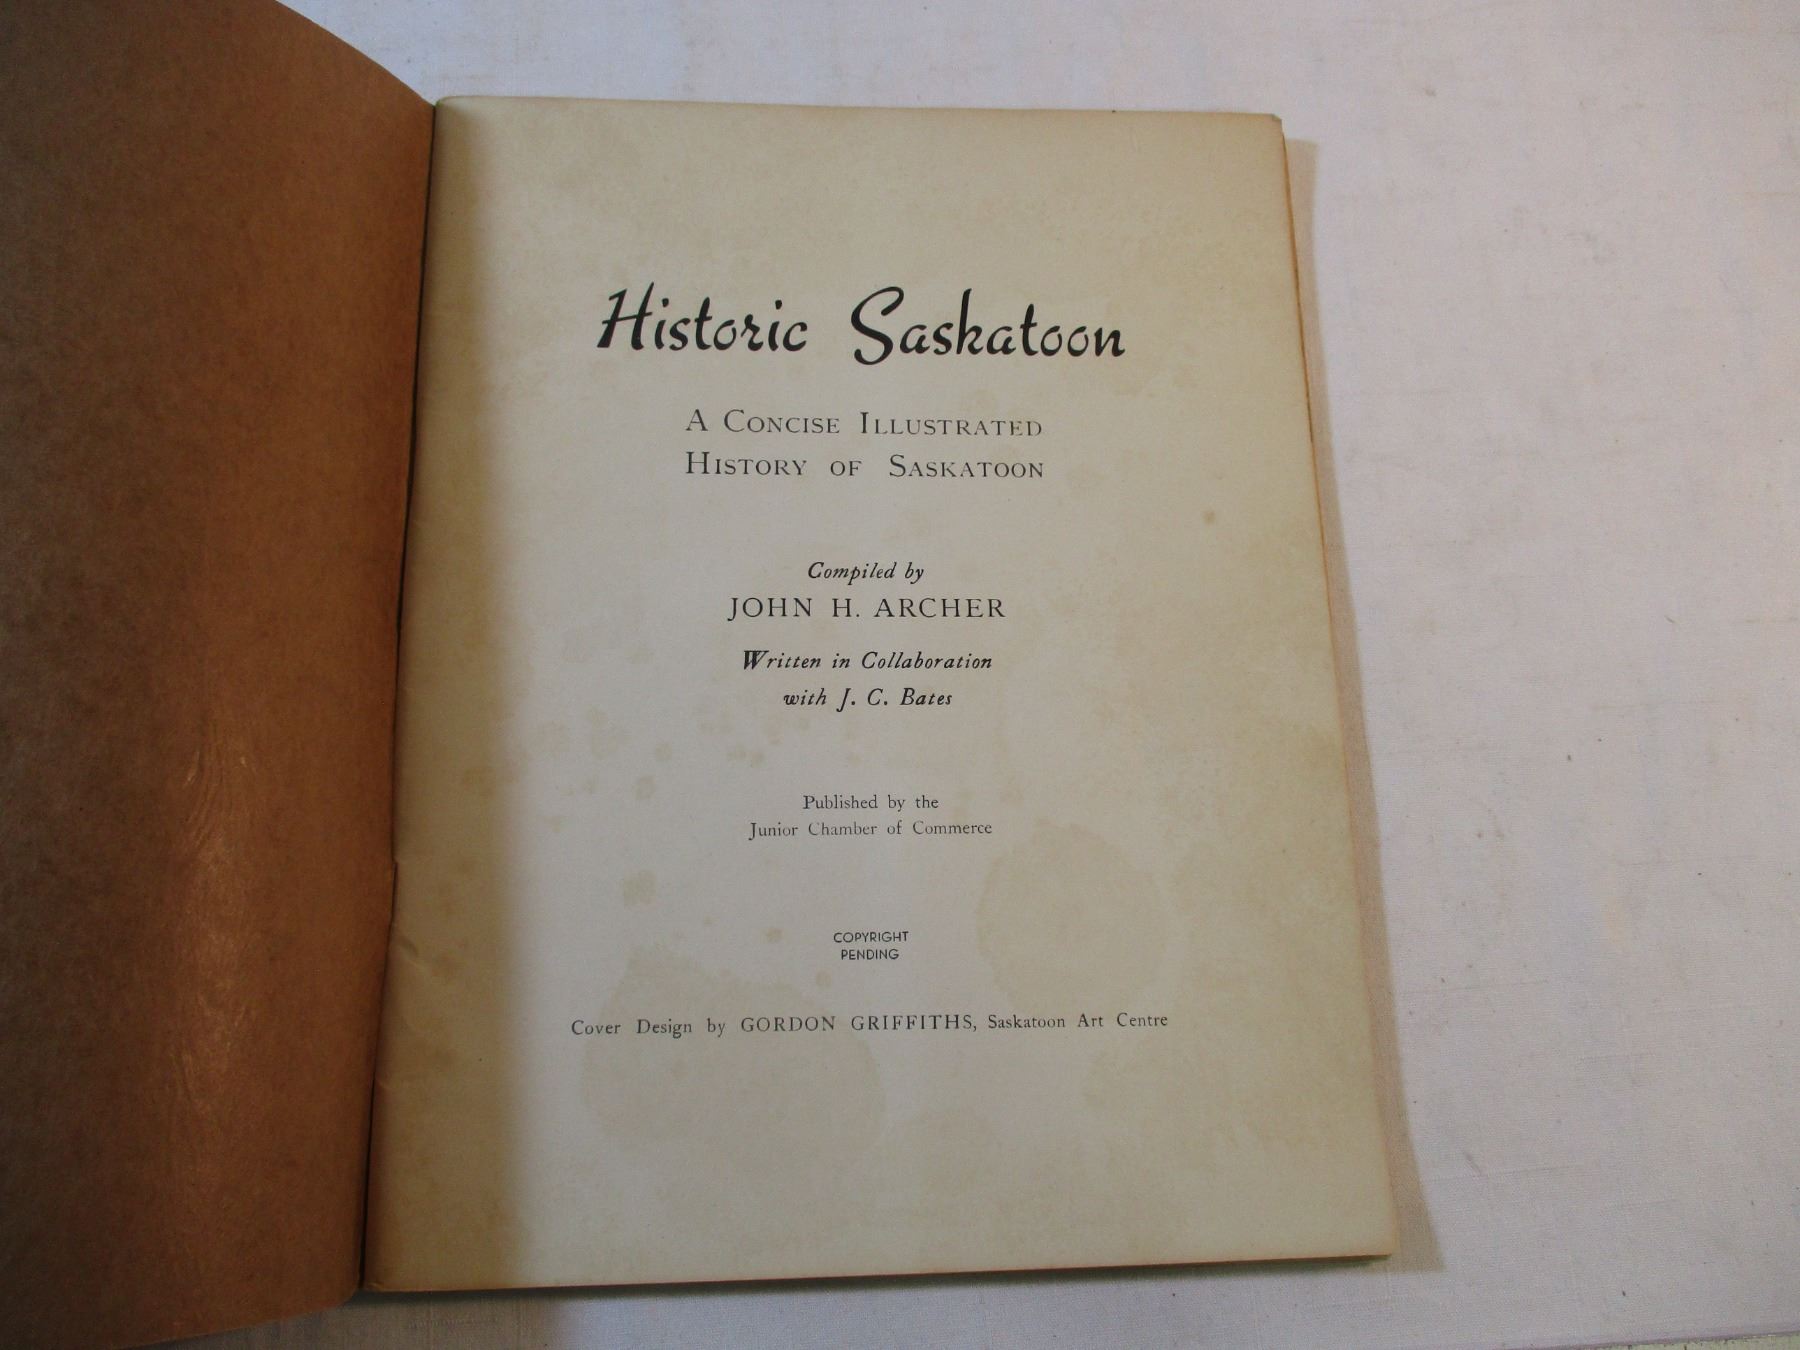 Historic Saskatoon
A Concise Illustrated
History of Saskatoon
Compiled by
JOHN H. ARCHER
Written in Collaboration
with J. C. Bates
Published by the
Junior Chamber of Commerce
COPYRIGHT
PENDING
Cover Design by GORDON GRIFFITHS, Saskatoon Art Centre